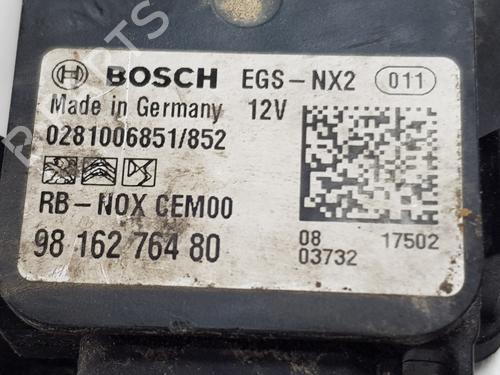 BOSCH EGS-NX2 011
Made in Germany 12V
0281006851/852
RB-NOX CEM00
98 162 764 80
08 17502
03732